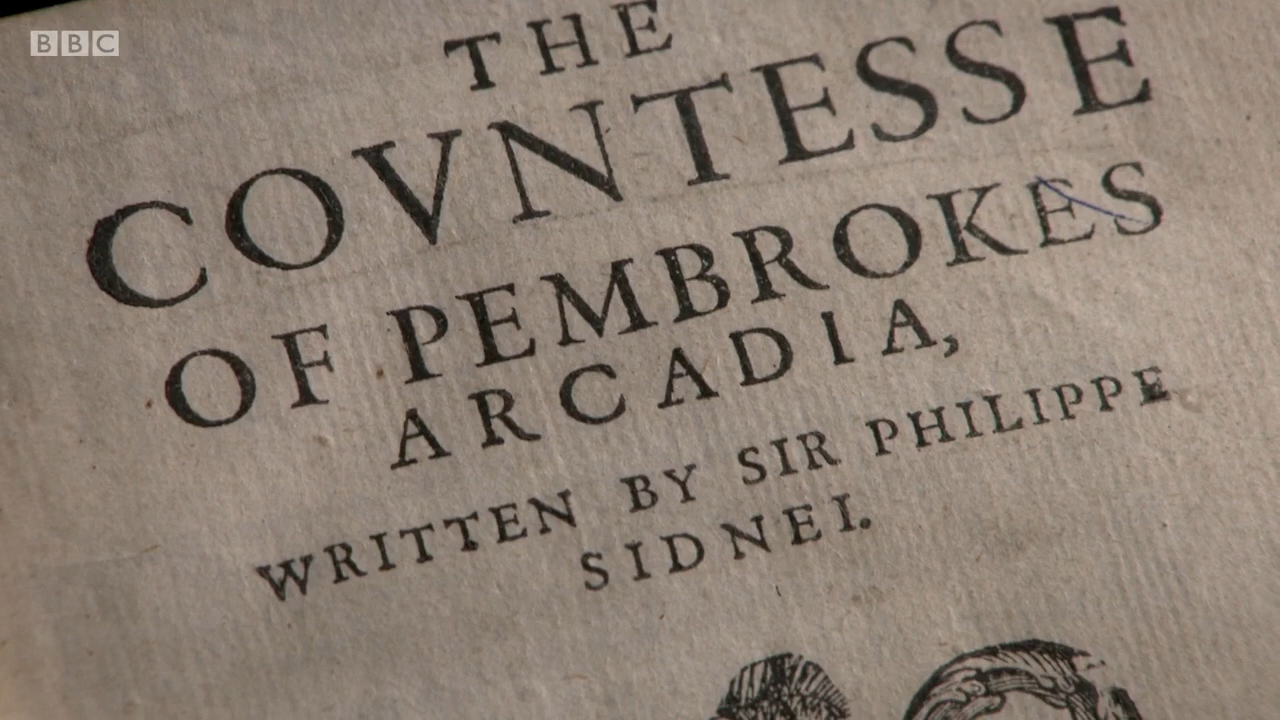 BBC
THE
COVNTESSE
OF PEMBROKES
ARCADIA,
WRITTEN BY SIR PHILIPPE
SIDNEI.